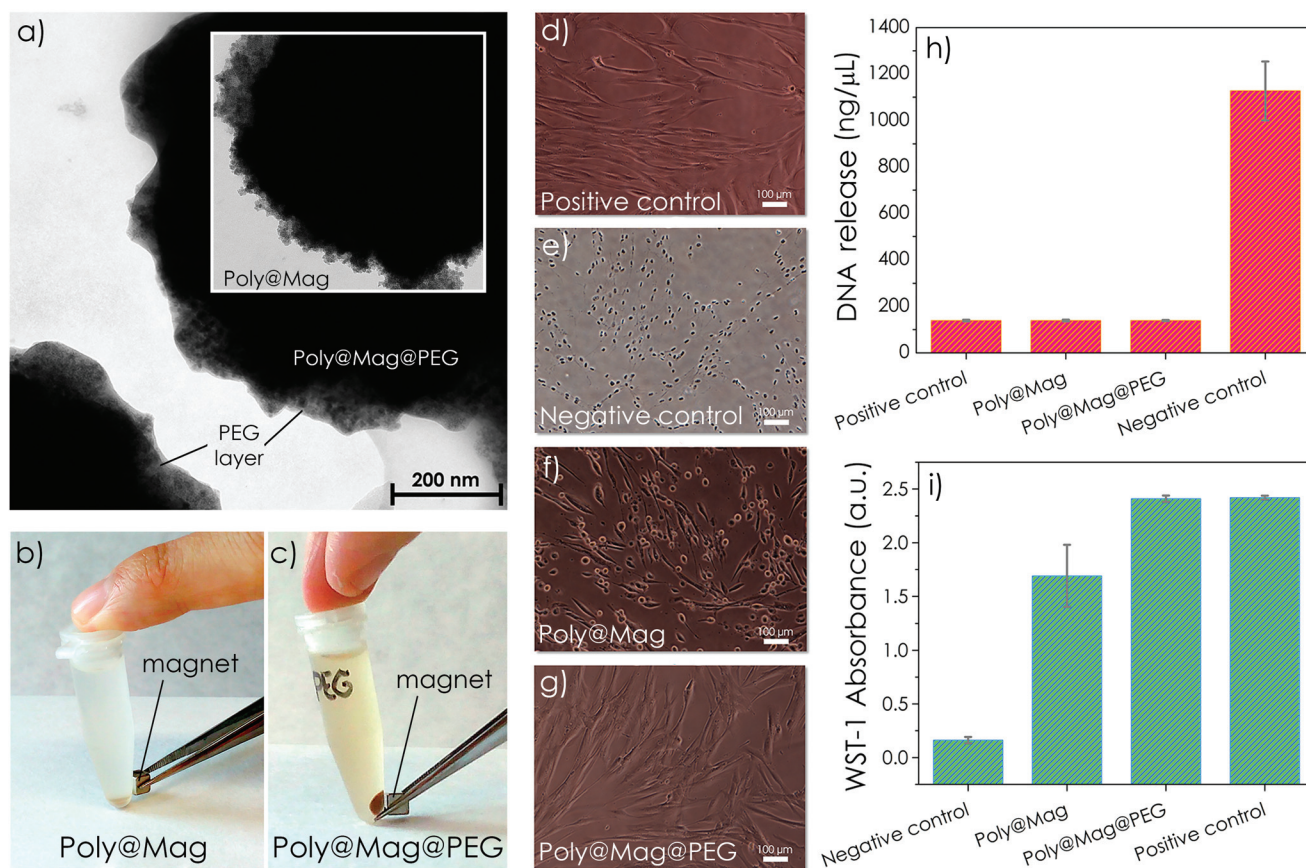 a)
Poly@Mag
Poly@Mag@PEG
PEG
layer
200 nm
b)
magnet
Poly@Mag
c)
PEG
magnet
Poly@Mag@PEG
d)
Positive control
100 µm
e)
Negative control
100 µm
f)
Poly@Mag
100 µm
g)
Poly@Mag@PEG
100 µm
h)
DNA release (ng/µL)
1400
1200
1000
800
600
400
200
0
Positive control
Poly@Mag
Poly@Mag@PEG
Negative control
i)
WST-1 Absorbance (a.u.)
2.5
2.0
1.5
1.0
0.5
0.0
Negative control
Poly@Mag
Poly@Mag@PEG
Positive control